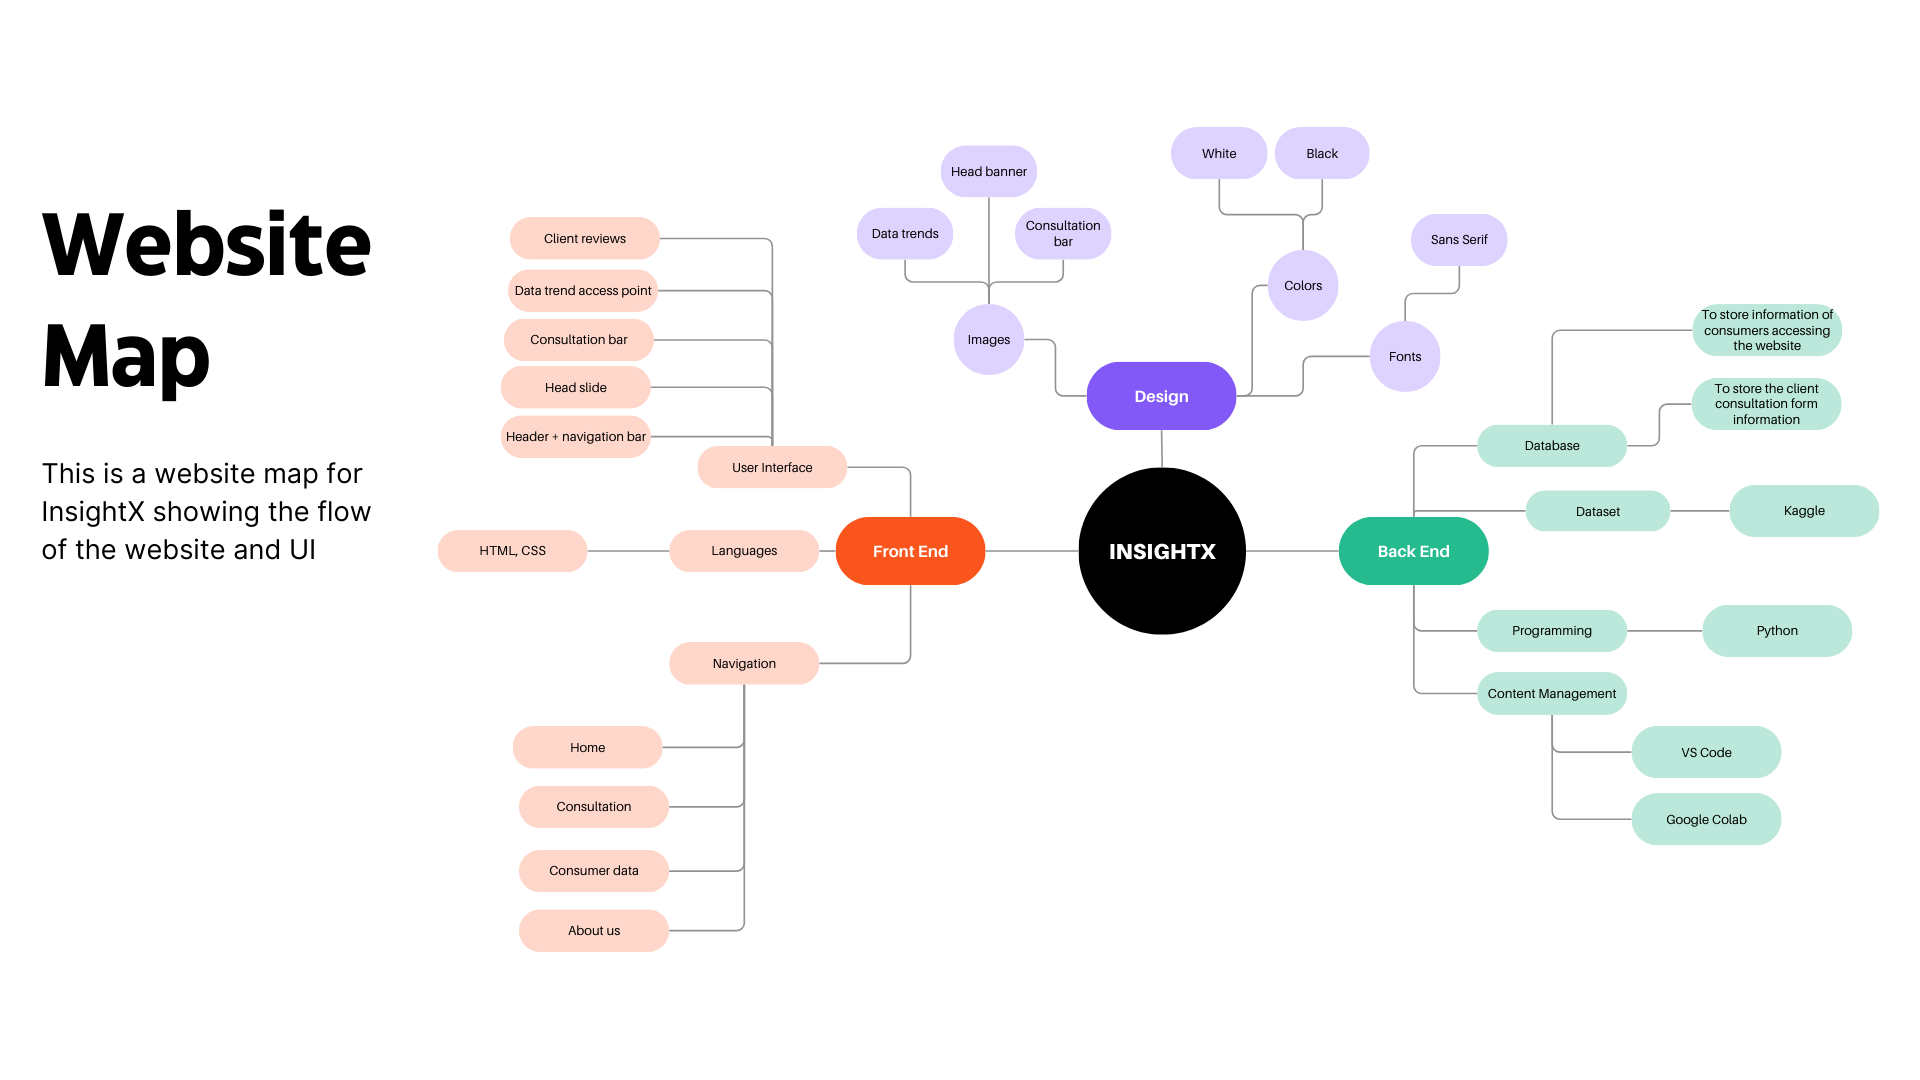 Website
Map
This is a website map for
InsightX showing the flow
of the website and UI
Client reviews
Data trend access point
Consultation bar
Head slide
Header + navigation bar
User Interface
HTML, CSS
Languages
Front End
Navigation
Home
Consultation
Consumer data
About us
Head banner
Data trends
Consultation
bar
Images
White
Black
Colors
Sans Serif
Fonts
Design
INSIGHTX
Back End
To store information of
consumers accessing
the website
To store the client
consultation form
information
Database
Dataset
Kaggle
Programming
Python
Content Management
VS Code
Google Colab